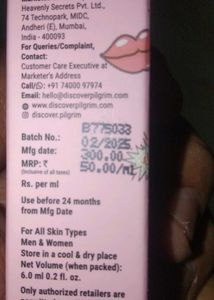 Heavenly Secrets Pvt. Ltd.,
74 Technopark, MIDC,
Andheri (E), Mumbai,
India - 400093
For Queries/Complaint,
Contact:
Customer Care Executive at
Marketer's Address
Call/: +91 74000 97974
Email: hello@discoverpilgrim.com
www.discoverpilgrim.com
discover.pilgrim
Batch No.: B775033
Mfg date: 02/2025
MRP: ₹ 300.00
(Inclusive of all taxes) 50.00/ml
Rs. per ml
Use before 24 months
from Mfg Date
For All Skin Types
Men & Women
Store in a cool & dry place
Net Volume (when packed):
6.0 ml 0.2 fl. oz.
Only authorized retailers are